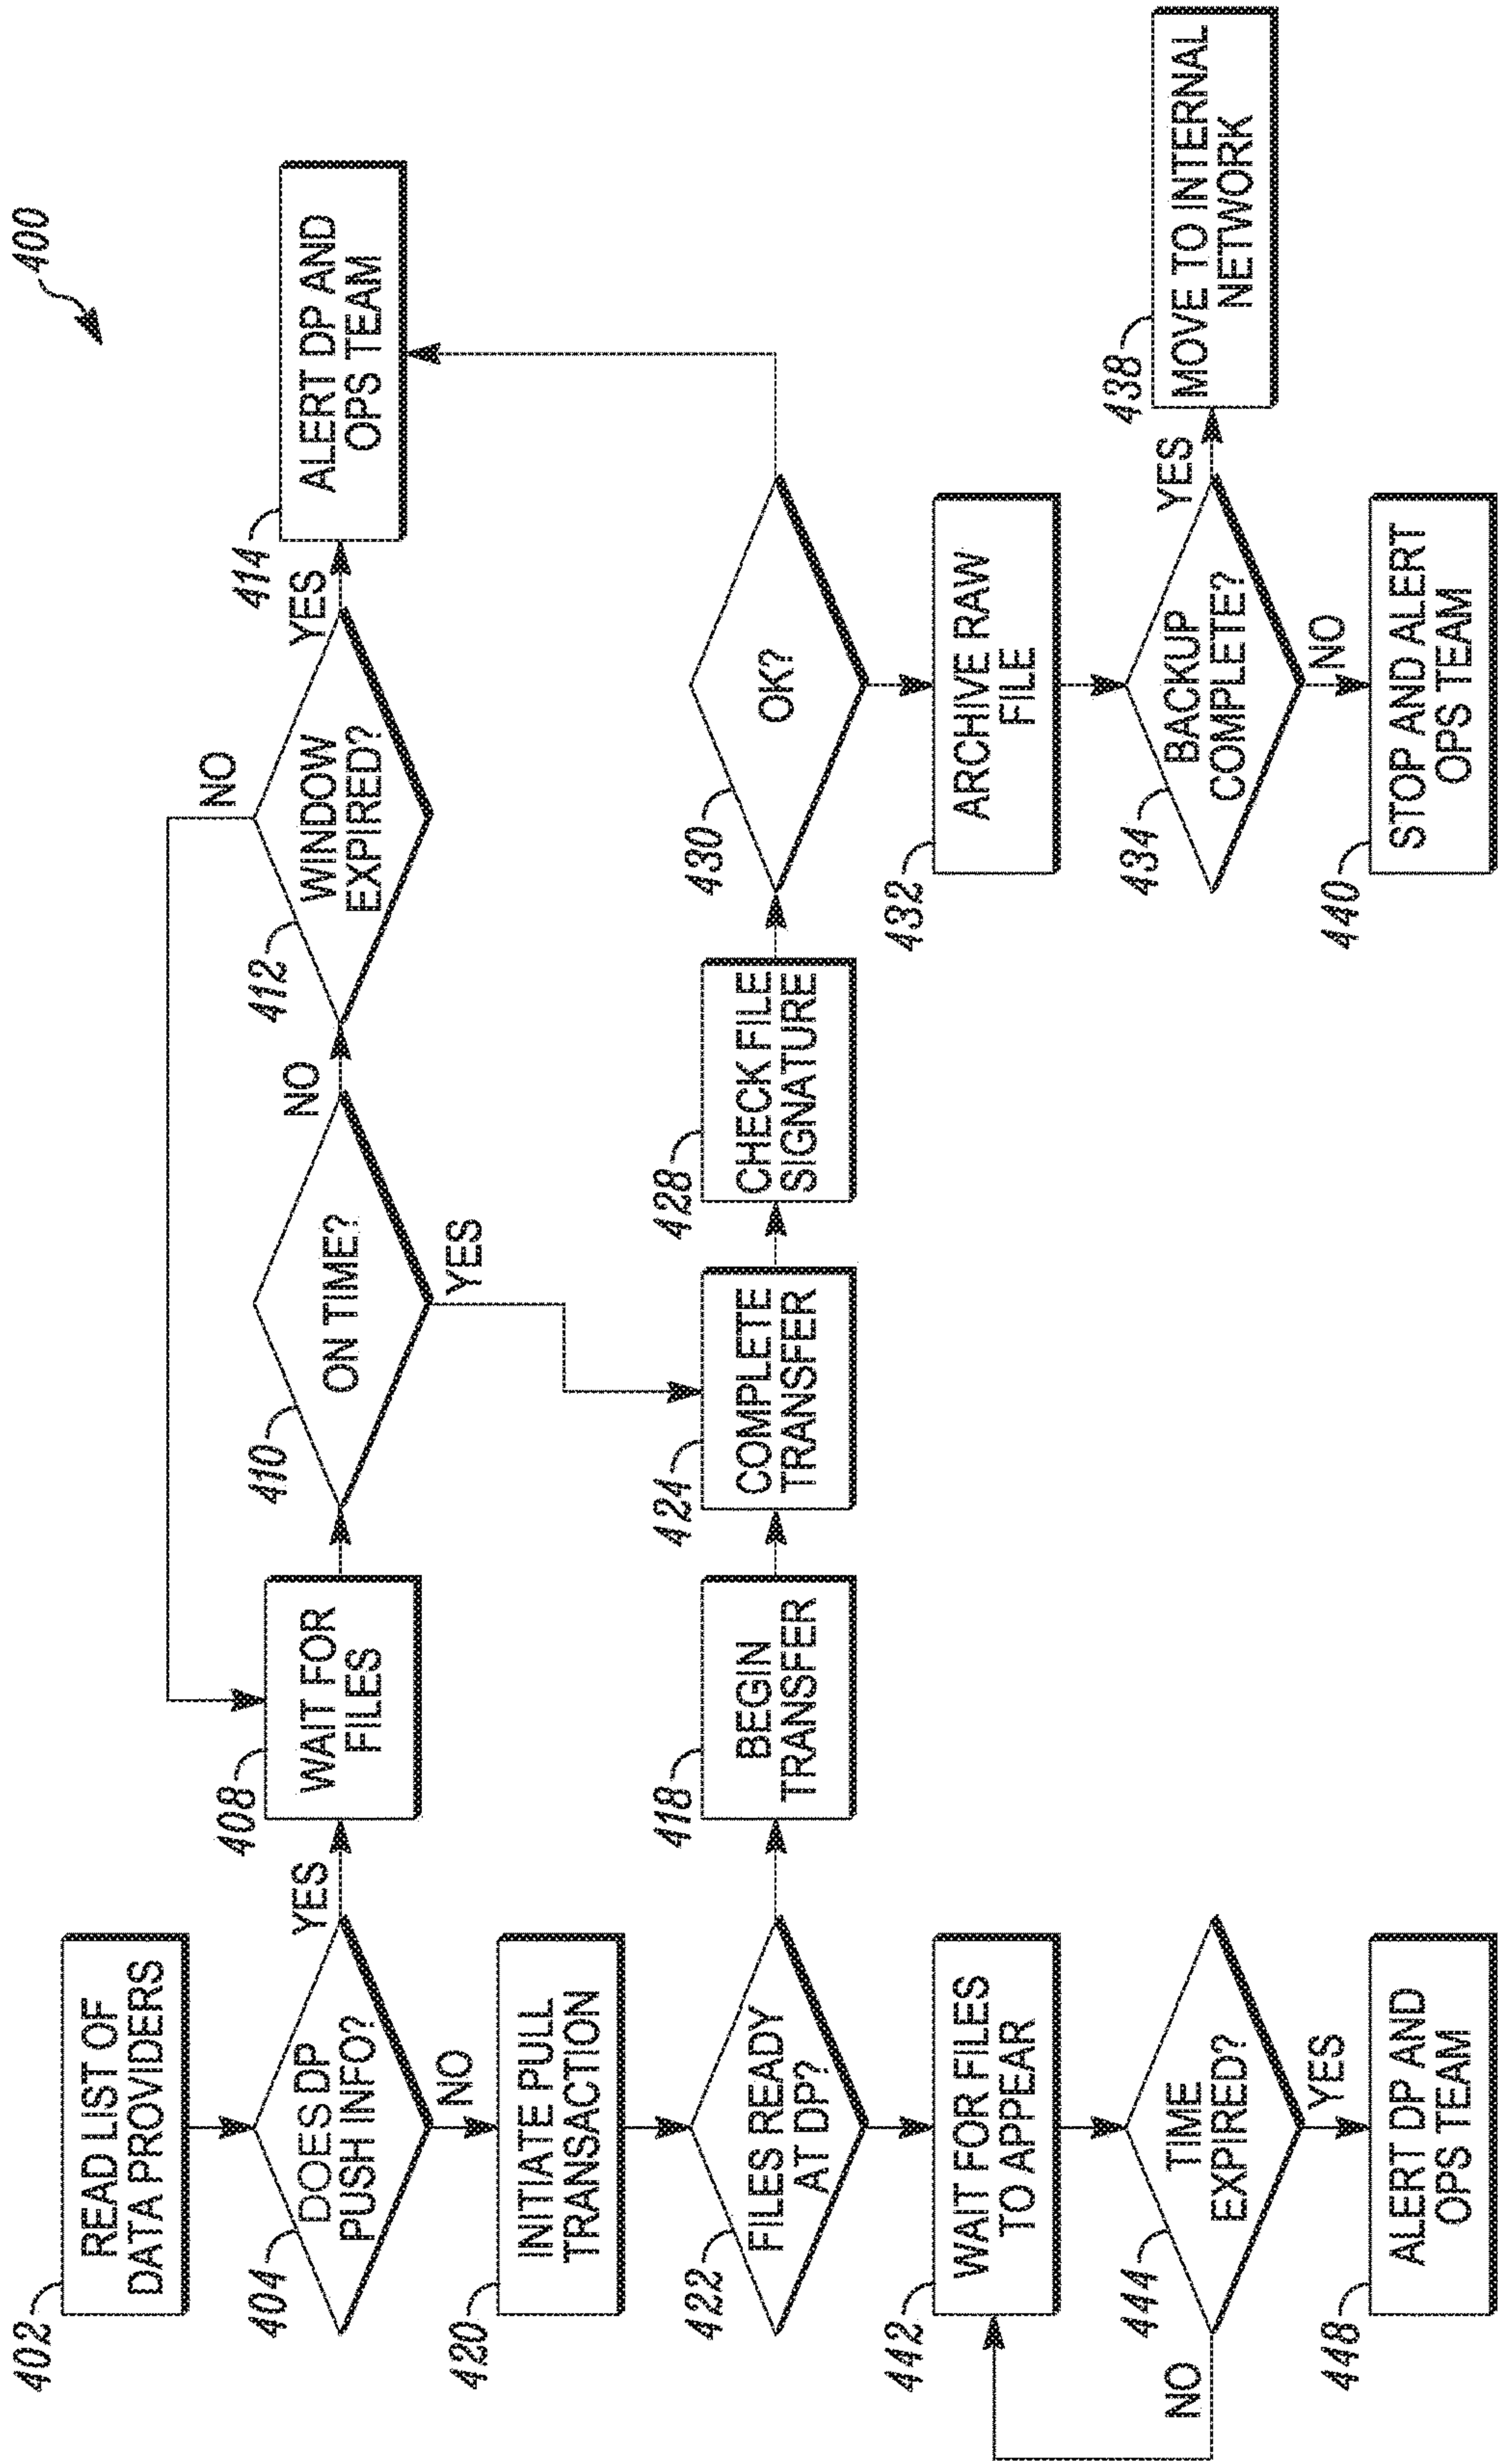 400
402
READ LIST OF
DATA PROVIDERS
404
DOES DP
PUSH INFO?
YES
NO
408
WAIT FOR
FILES
410
ON TIME?
NO
YES
412
WINDOW
EXPIRED?
NO
YES
414
ALERT DP AND
OPS TEAM
420
INITIATE PULL
TRANSACTION
422
FILES READY
AT DP?
418
BEGIN
TRANSFER
424
COMPLETE
TRANSFER
428
CHECK FILE
SIGNATURE
430
OK?
432
ARCHIVE RAW
FILE
434
BACKUP
COMPLETE?
YES
NO
438
MOVE TO INTERNAL
NETWORK
440
STOP AND ALERT
OPS TEAM
442
WAIT FOR FILES
TO APPEAR
444
TIME
EXPIRED?
NO
YES
448
ALERT DP AND
OPS TEAM